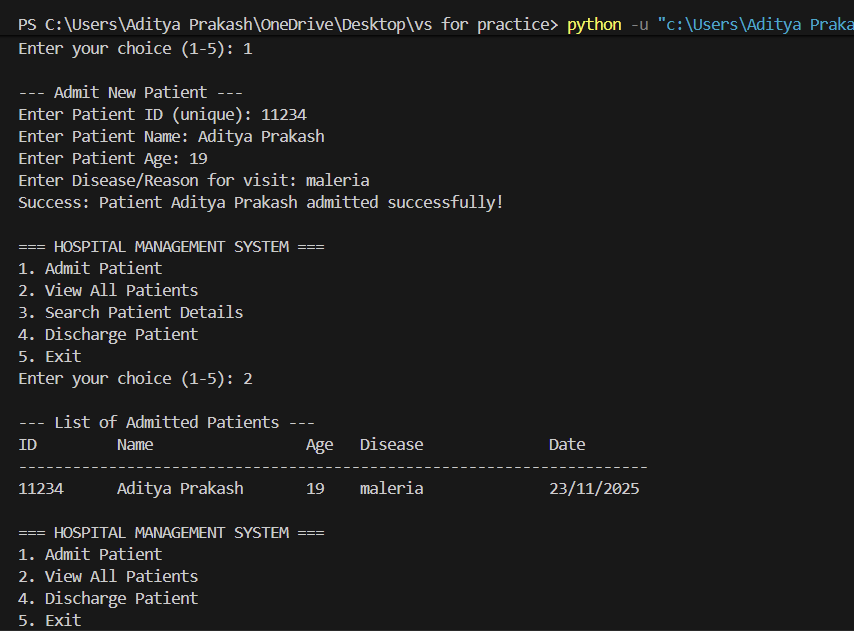 PS C:\Users\Aditya Prakash\OneDrive\Desktop\vs for practice> python -u "c:\Users\Aditya Praka
Enter your choice (1-5): 1
--- Admit New Patient ---
Enter Patient ID (unique): 11234
Enter Patient Name: Aditya Prakash
Enter Patient Age: 19
Enter Disease/Reason for visit: maleria
Success: Patient Aditya Prakash admitted successfully!
=== HOSPITAL MANAGEMENT SYSTEM ===
1. Admit Patient
2. View All Patients
3. Search Patient Details
4. Discharge Patient
5. Exit
Enter your choice (1-5): 2
--- List of Admitted Patients ---
ID Name Age Disease Date
------------------------------------------------------------------------
11234 Aditya Prakash 19 maleria 23/11/2025
=== HOSPITAL MANAGEMENT SYSTEM ===
1. Admit Patient
2. View All Patients
4. Discharge Patient
5. Exit